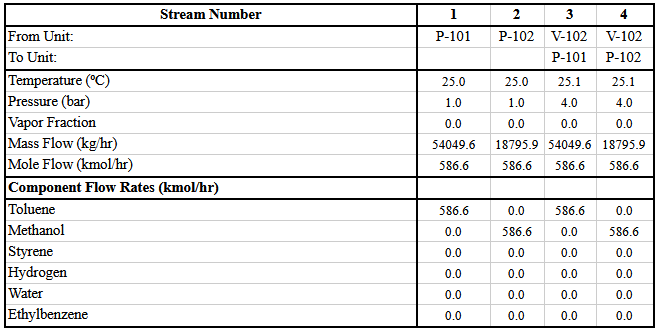 Stream Number 1 2 3 4
From Unit: P-101 P-102 V-102 V-102
To Unit: P-101 P-102
Temperature (ºC) 25.0 25.0 25.1 25.1
Pressure (bar) 1.0 1.0 4.0 4.0
Vapor Fraction 0.0 0.0 0.0 0.0
Mass Flow (kg/hr) 54049.6 18795.9 54049.6 18795.9
Mole Flow (kmol/hr) 586.6 586.6 586.6 586.6
Component Flow Rates (kmol/hr)
Toluene 586.6 0.0 586.6 0.0
Methanol 0.0 586.6 0.0 586.6
Styrene 0.0 0.0 0.0 0.0
Hydrogen 0.0 0.0 0.0 0.0
Water 0.0 0.0 0.0 0.0
Ethylbenzene 0.0 0.0 0.0 0.0